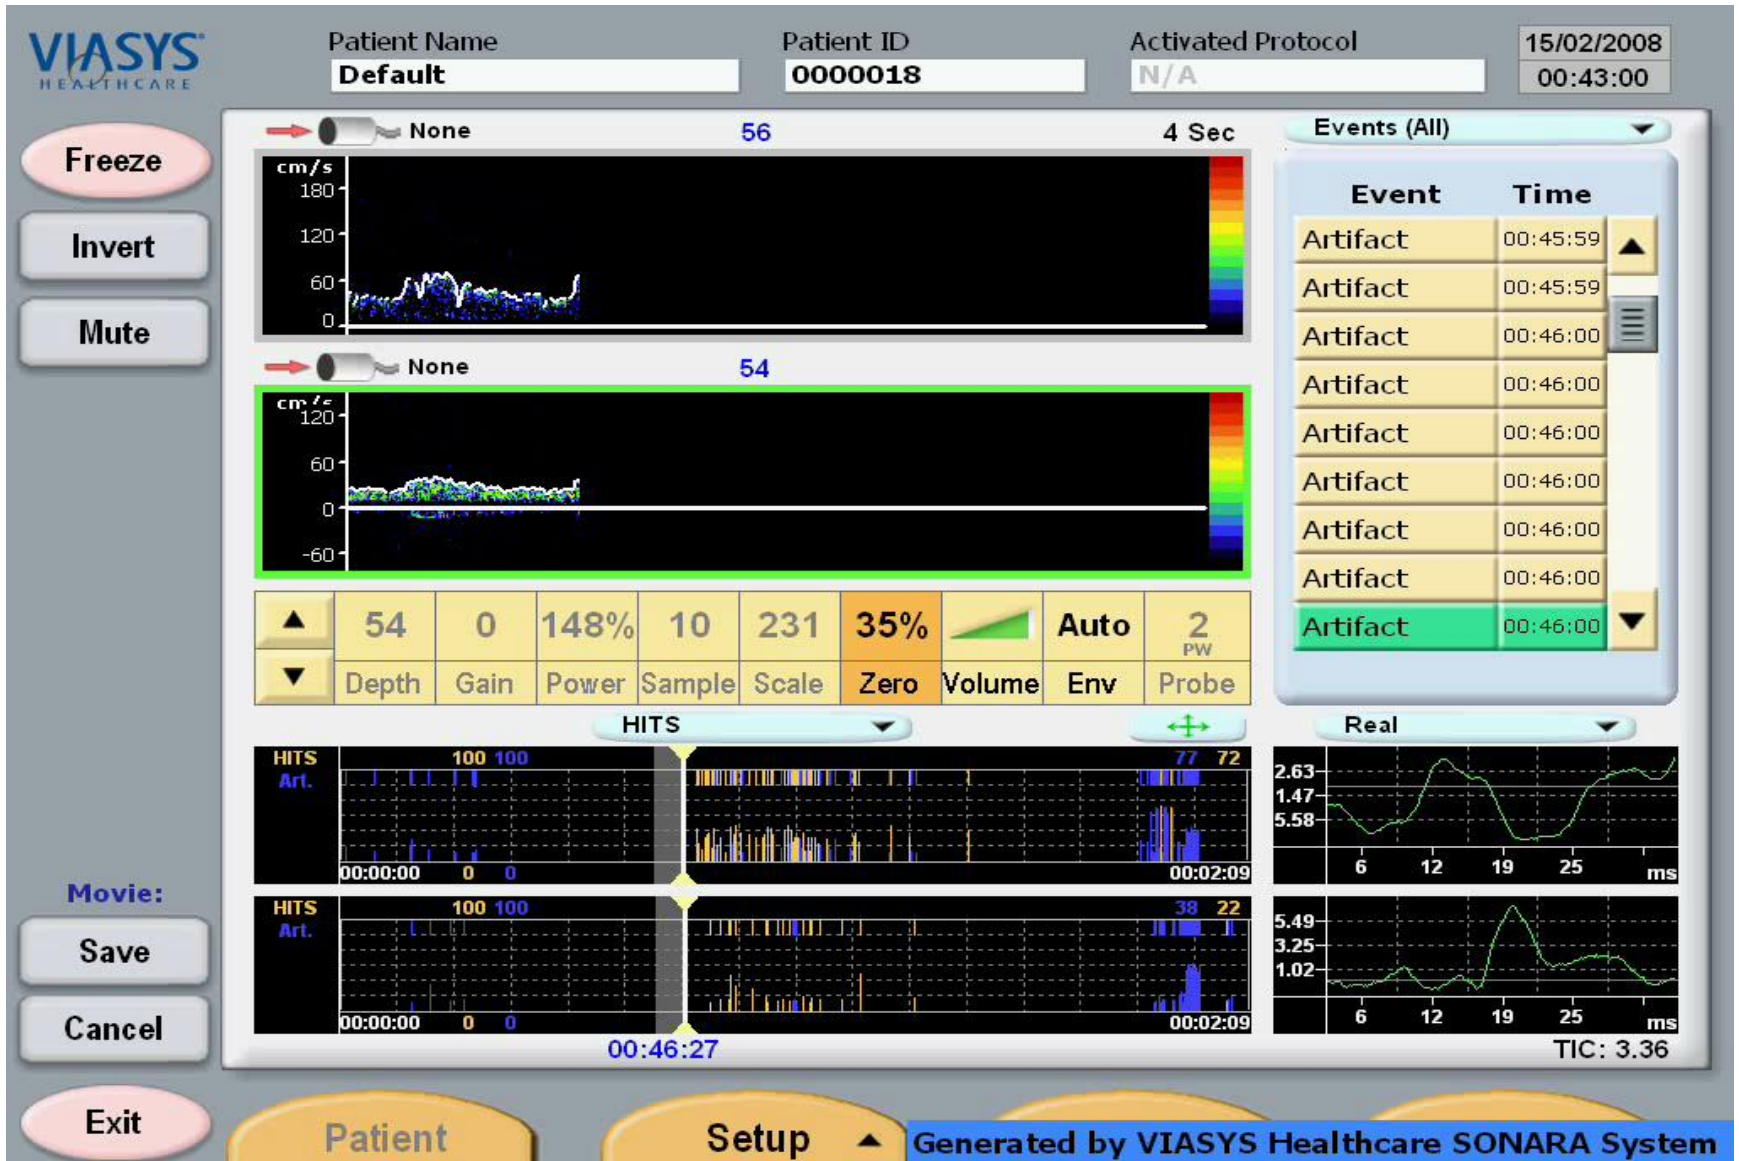 VIASYS
HEALTHCARE
Patient Name
Default
Patient ID
0000018
Activated Protocol
N/A
15/02/2008
00:43:00
Freeze
Invert
Mute
Movie:
Save
Cancel
Exit
None 56 4 Sec
cm/s
180
120
60
0
None 54
cm/s
120
60
0
-60
54 0 148% 10 231 35% Auto 2
PW
Depth Gain Power Sample Scale Zero Volume Env Probe
Events (All)
Event Time
Artifact 00:45:59
Artifact 00:45:59
Artifact 00:46:00
Artifact 00:46:00
Artifact 00:46:00
Artifact 00:46:00
Artifact 00:46:00
Artifact 00:46:00
Artifact 00:46:00
HITS
HITS 100 100 77 72
Art.
00:00:00 0 0 00:02:09
HITS 100 100 38 22
Art.
00:00:00 0 0 00:02:09
00:46:27
Real
2.63
1.47
5.58
6 12 19 25 ms
5.49
3.25
1.02
6 12 19 25 ms
TIC: 3.36
Patient
Setup
Generated by VIASYS Healthcare SONARA System